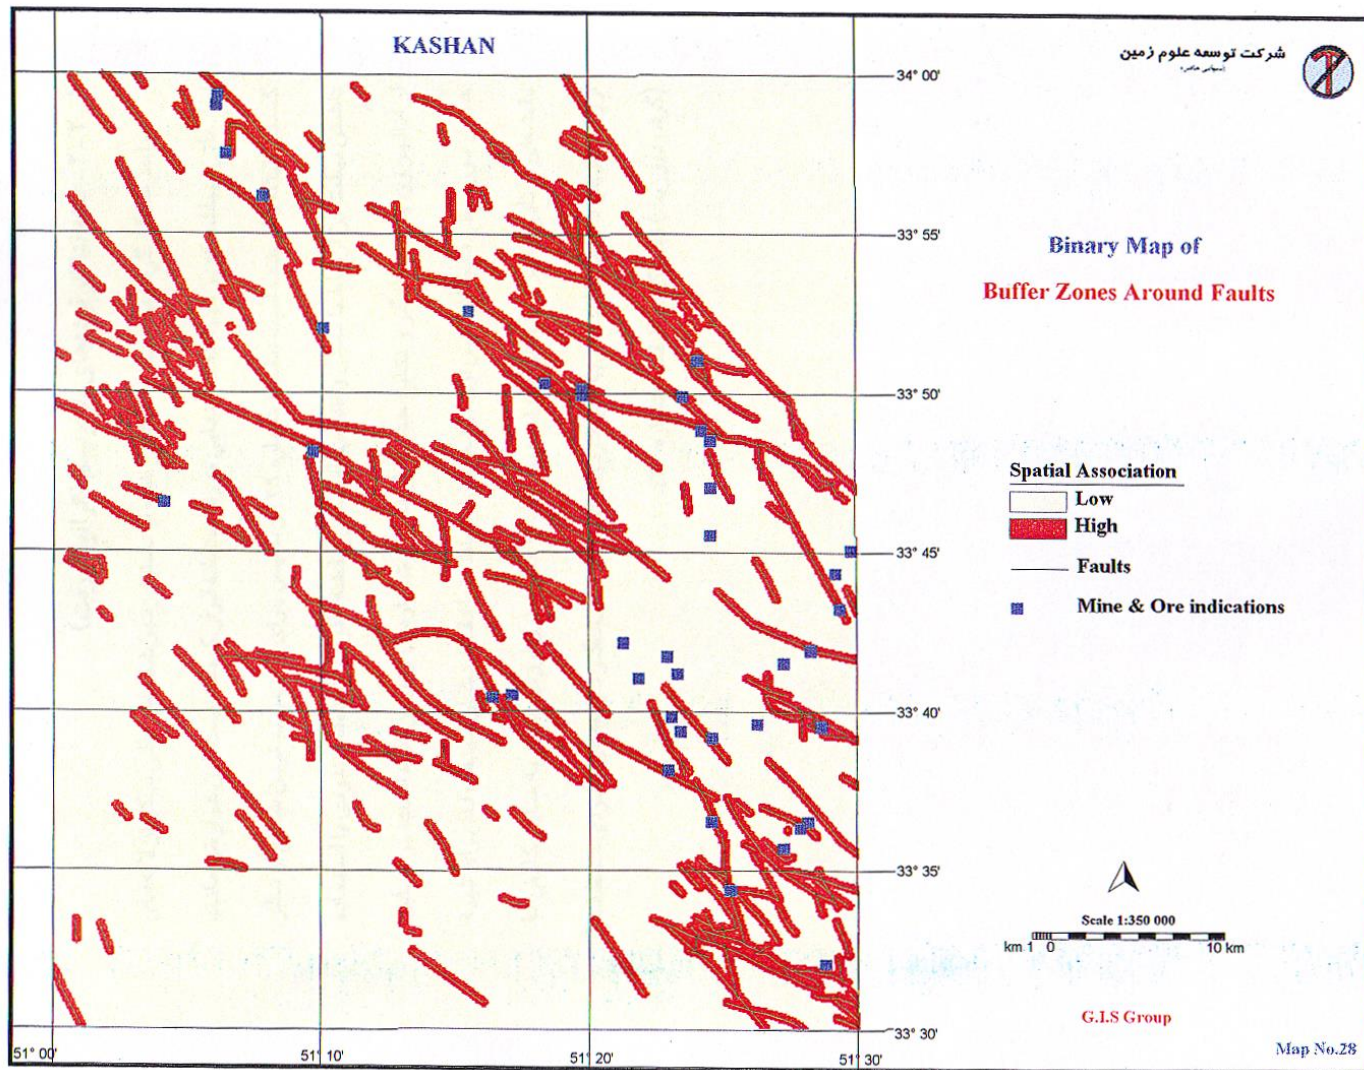 KASHAN
شرکت توسعه علوم زمین
34° 00'
33° 55'
33° 50'
33° 45'
33° 40'
33° 35'
33° 30'
51° 00'
51° 10'
51° 20'
51° 30'
Binary Map of
Buffer Zones Around Faults
Spatial Association
Low
High
Faults
Mine & Ore indications
Scale 1:350 000
km 1 0 10 km
G.I.S Group
Map No.28